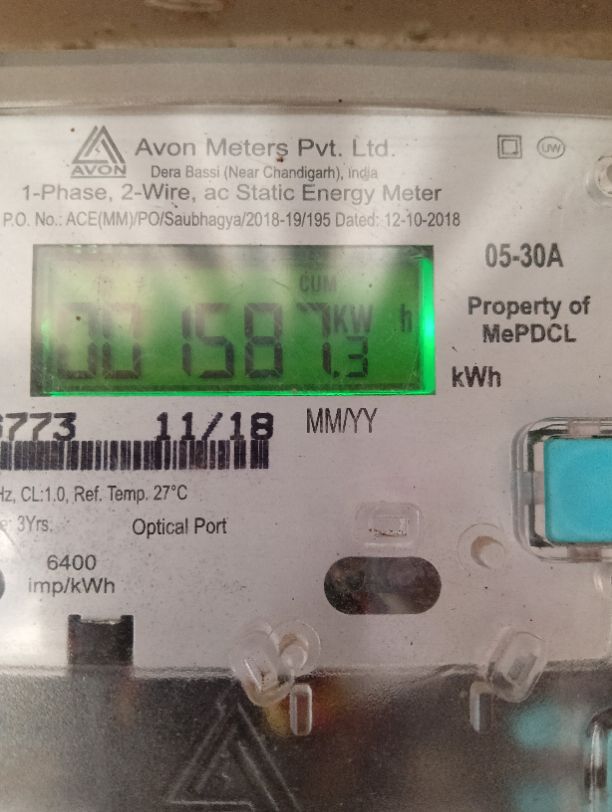 Avon Meters Pvt. Ltd.
AVON
Dera Bassi (Near Chandigarh), india
1-Phase, 2-Wire, ac Static Energy Meter
P.O. No.: ACE(MM)/PO/Saubhagya/2018-19/195 Dated: 12-10-2018
UW
05-30A
CUM
001587.3 KW h
Property of
MePDCL
kWh
773 11/18 MM/YY
Hz, CL:1.0, Ref. Temp. 27°C
3Yrs. Optical Port
6400
imp/kWh